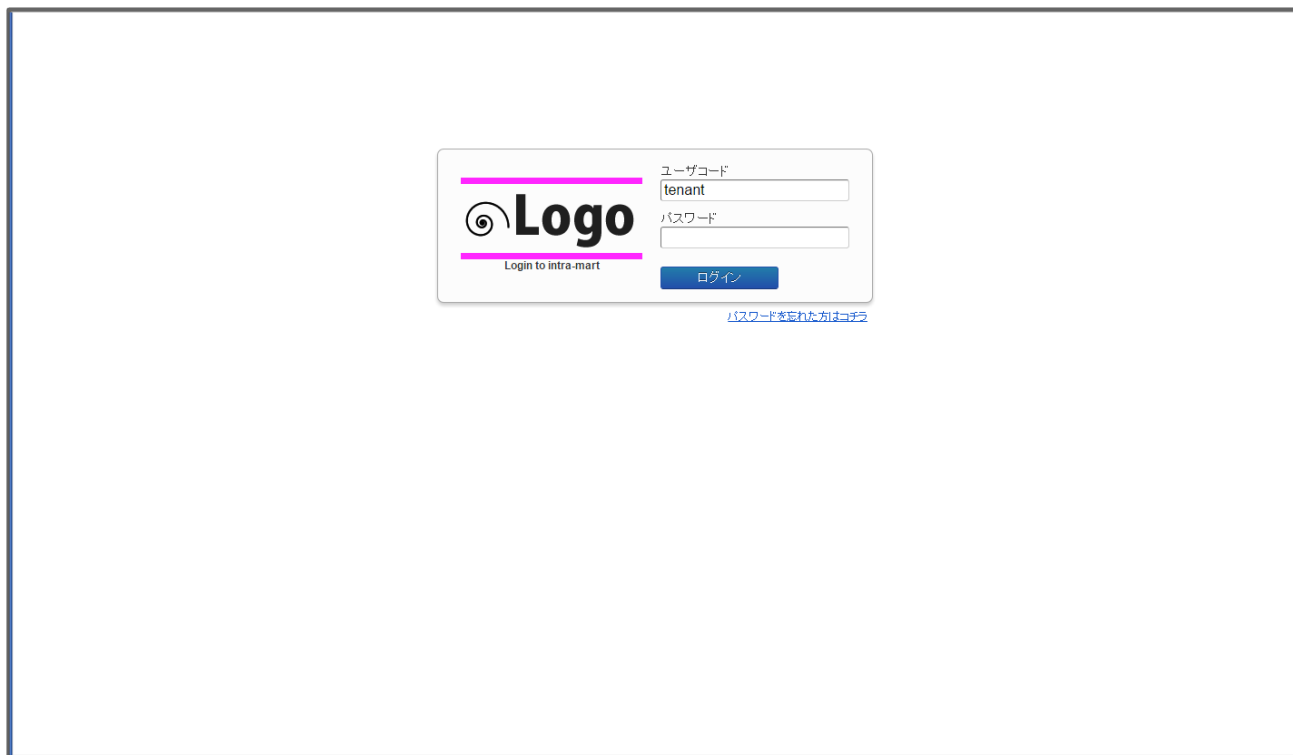 Logo
Login to intra-mart
ユーザコード
tenant
パスワード
ログイン
パスワードを忘れた方はコチラ